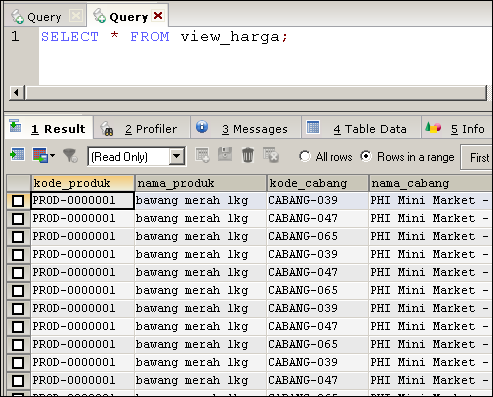 Query Query
1 SELECT * FROM view_harga;
1 Result 2 Profiler 3 Messages 4 Table Data 5 Info
(Read Only) All rows Rows in a range First
kode_produk nama_produk kode_cabang nama_cabang
PROD-0000001 bawang merah 1kg CABANG-039 PHI Mini Market -
PROD-0000001 bawang merah 1kg CABANG-047 PHI Mini Market -
PROD-0000001 bawang merah 1kg CABANG-065 PHI Mini Market -
PROD-0000001 bawang merah 1kg CABANG-039 PHI Mini Market -
PROD-0000001 bawang merah 1kg CABANG-047 PHI Mini Market -
PROD-0000001 bawang merah 1kg CABANG-065 PHI Mini Market -
PROD-0000001 bawang merah 1kg CABANG-039 PHI Mini Market -
PROD-0000001 bawang merah 1kg CABANG-047 PHI Mini Market -
PROD-0000001 bawang merah 1kg CABANG-065 PHI Mini Market -
PROD-0000001 bawang merah 1kg CABANG-039 PHI Mini Market -
PROD-0000001 bawang merah 1kg CABANG-047 PHI Mini Market -